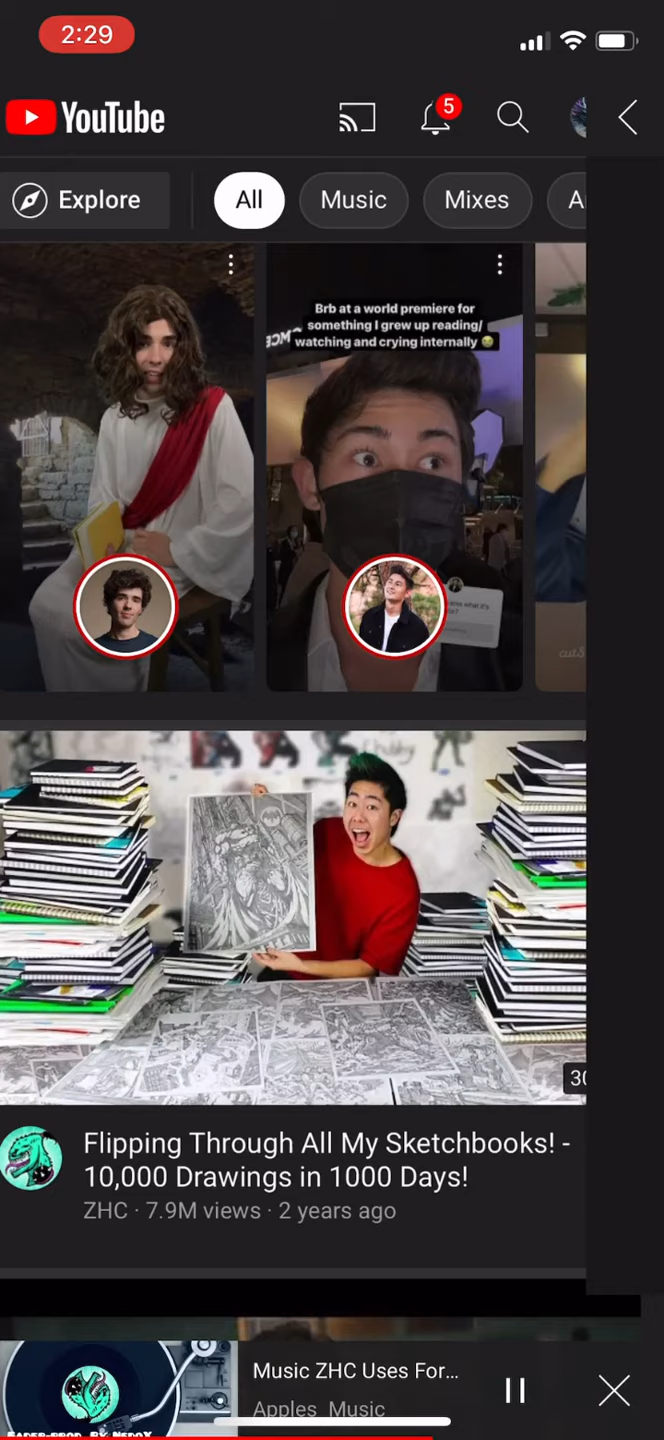 2:29
YouTube
5
Explore
All
Music
Mixes
Brb at a world premiere for
something I grew up reading/
watching and crying internally 😭
Flipping Through All My Sketchbooks! -
10,000 Drawings in 1000 Days!
ZHC · 7.9M views · 2 years ago
Music ZHC Uses For...
Apples Music